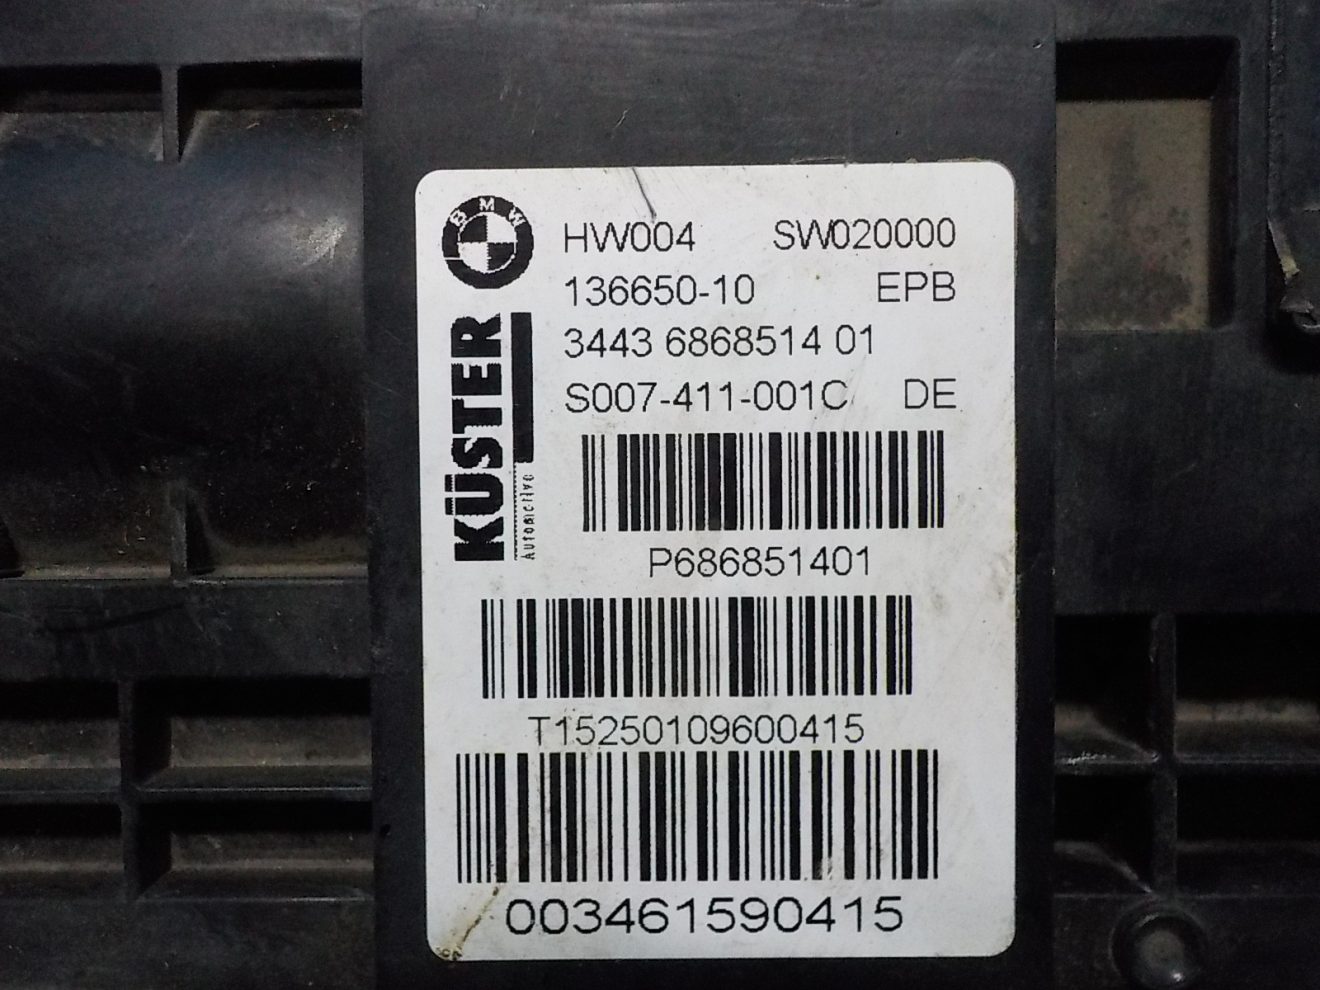 BMW
HW004 SW020000
136650-10 EPB
3443 6868514 01
S007-411-001C DE
KÜSTER
Automotive
P686851401
T15250109600415
003461590415